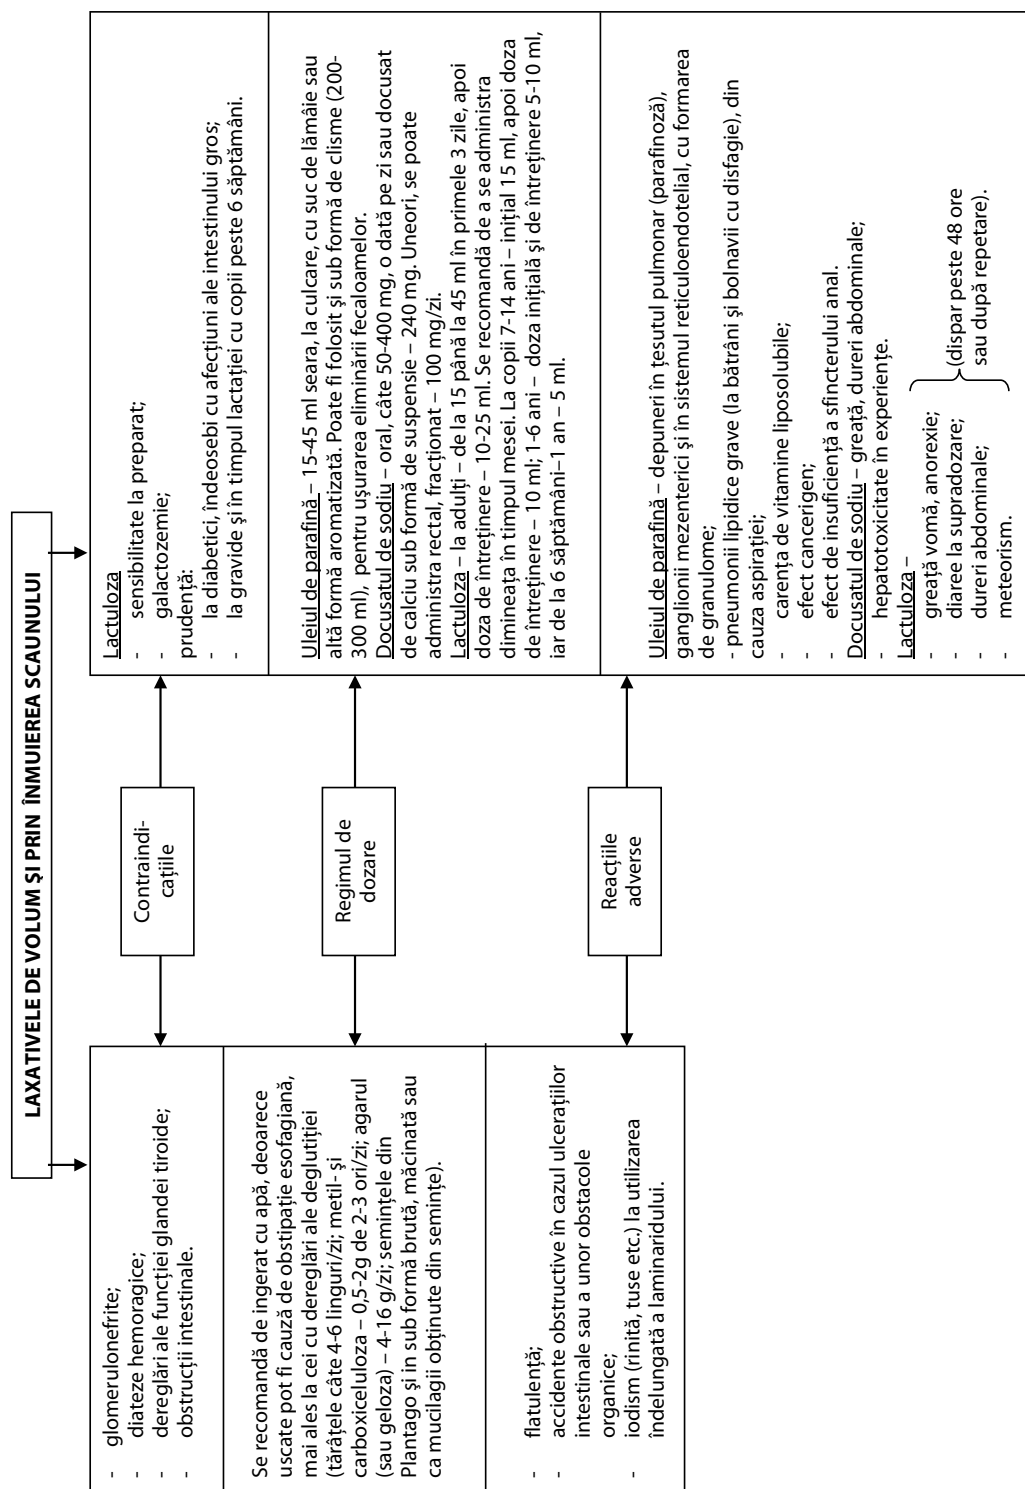 LAXATIVELE DE VOLUM ŞI PRIN ÎNMUIEREA SCAUNULUI
- glomerulonefrite;
- diateze hemoragice;
- dereglări ale funcţiei glandei tiroide;
- obstrucţii intestinale.
Contraindi-
caţiile
Lactuloza
- sensibilitate la preparat;
- galactozemie;
prudenţă:
- la diabetici, îndeosebi cu afecţiuni ale intestinului gros;
- la gravide şi în timpul lactaţiei cu copii peste 6 săptămâni.
Se recomandă de ingerat cu apă, deoarece
uscate pot fi cauză de obstipaţie esofagiană,
mai ales la cei cu dereglări ale deglutiţiei
(tărâţele câte 4-6 linguri/zi; metil- şi
carboxiceluloza – 0,5-2g de 2-3 ori/zi; agarul
(sau geloza) – 4-16 g/zi; seminţele din
Plantago şi in sub formă brută, măcinată sau
ca mucilagii obţinute din seminţe).
Regimul de
dozare
Uleiul de parafină – 15-45 ml seara, la culcare, cu suc de lămâie sau
altă formă aromatizată. Poate fi folosit şi sub formă de clisme (200-
300 ml), pentru uşurarea eliminării fecaloamelor.
Docusatul de sodiu – oral, câte 50-400 mg, o dată pe zi sau docusat
de calciu sub formă de suspensie – 240 mg. Uneori, se poate
administra rectal, fracţionat – 100 mg/zi.
Lactuloza – la adulţi – de la 15 până la 45 ml în primele 3 zile, apoi
doza de întreţinere – 10-25 ml. Se recomandă de a se administra
dimineaţa în timpul mesei. La copii 7-14 ani – iniţial 15 ml, apoi doza
de întreţinere – 10 ml; 1-6 ani – doza iniţială şi de întreţinere 5-10 ml,
iar de la 6 săptămâni–1 an – 5 ml.
- flatulenţă;
- accidente obstructive în cazul ulceraţiilor
intestinale sau a unor obstacole
organice;
- iodism (rinită, tuse etc.) la utilizarea
îndelungată a laminaridului.
Reacţiile
adverse
Uleiul de parafină – depuneri în ţesutul pulmonar (parafinoză),
ganglionii mezenterici şi în sistemul reticuloendotelial, cu formarea
de granulome;
- pneumonii lipidice grave (la bătrâni şi bolnavii cu disfagie), din
cauza aspiraţiei;
- carenţa de vitamine liposolubile;
- efect cancerigen;
- efect de insuficienţă a sfincterului anal.
Docusatul de sodiu – greaţă, dureri abdominale;
- hepatotoxicitate în experienţe.
Lactuloza –
- greaţă vomă, anorexie;
- diaree la supradozare;
- dureri abdominale;
- meteorism.
(dispar peste 48 ore
sau după repetare).